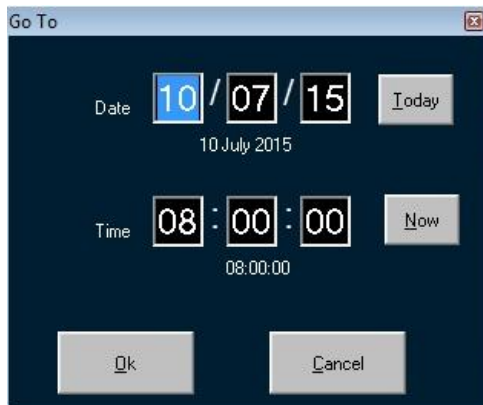 Go To
Date 10 / 07 / 15 Today
10 July 2015
Time 08 : 00 : 00 Now
08:00:00
Ok Cancel